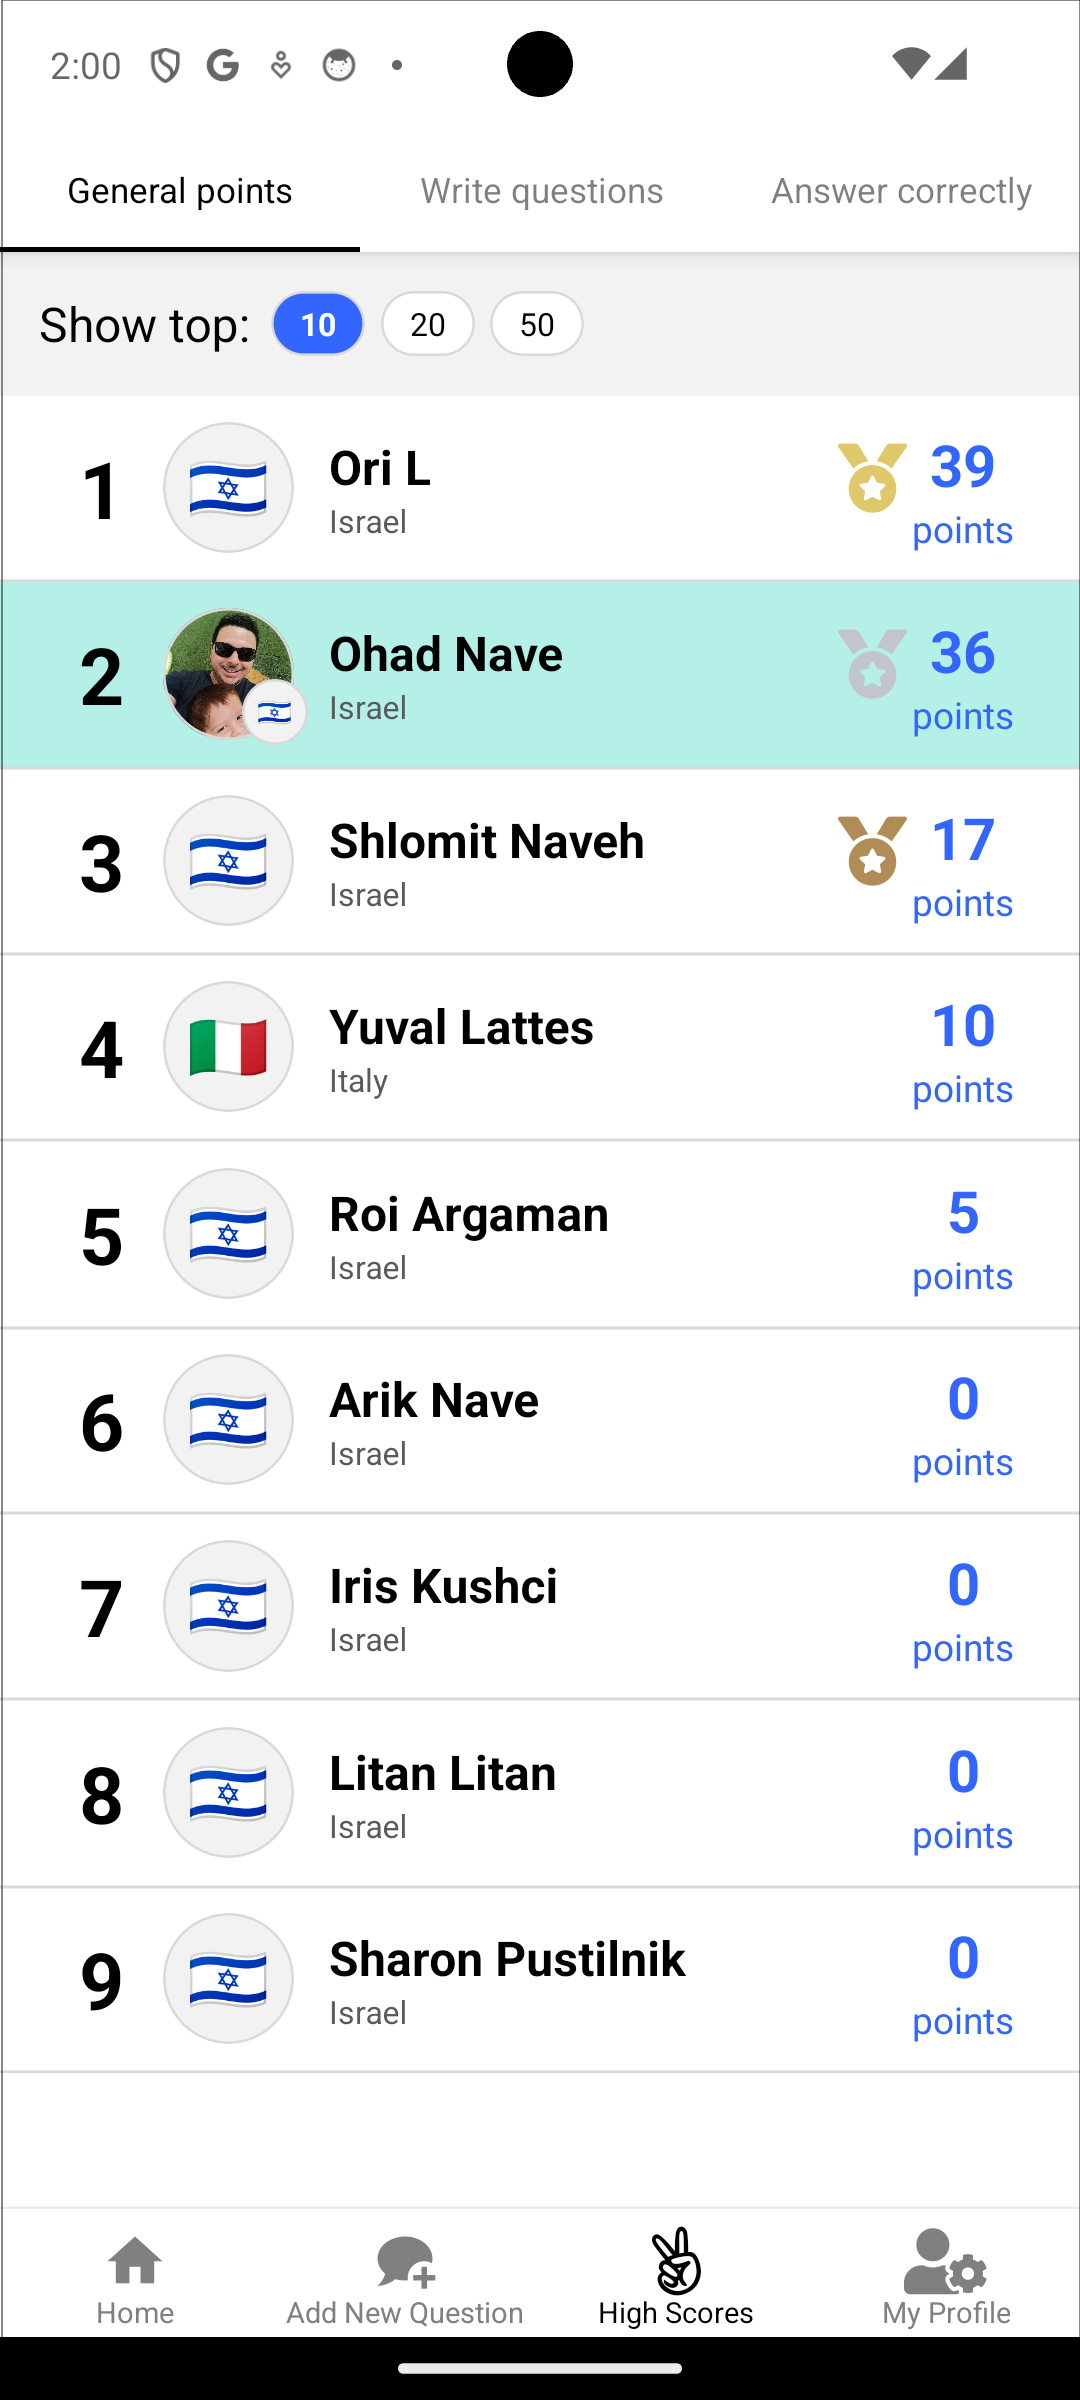 2:00
General points
Write questions
Answer correctly
Show top: 10 20 50
1
Ori L
Israel
39
points
2
Ohad Nave
Israel
36
points
3
Shlomit Naveh
Israel
17
points
4
Yuval Lattes
Italy
10
points
5
Roi Argaman
Israel
5
points
6
Arik Nave
Israel
0
points
7
Iris Kushci
Israel
0
points
8
Litan Litan
Israel
0
points
9
Sharon Pustilnik
Israel
0
points
Home
Add New Question
High Scores
My Profile